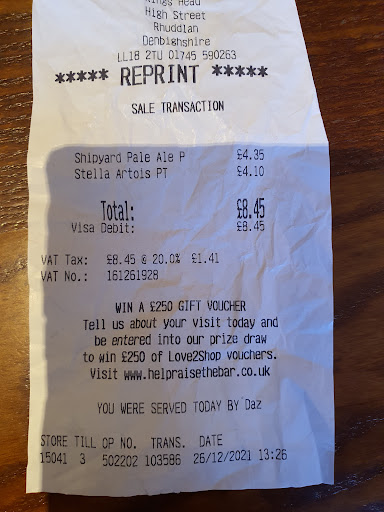 Kings Head
High Street
Rhuddlan
Denbighshire
LL18 2TU 01745 590263
***** REPRINT *****
SALE TRANSACTION
Shipyard Pale Ale P £4.35
Stella Artois PT £4.10
Total: £8.45
Visa Debit: £8.45
VAT Tax: £8.45 @ 20.0% £1.41
VAT No.: 161261928
WIN A £250 GIFT VOUCHER
Tell us about your visit today and
be entered into our prize draw
to win £250 of Love2Shop vouchers.
Visit www.helpraisethebar.co.uk
YOU WERE SERVED TODAY BY Daz
STORE TILL OP NO. TRANS. DATE
15041 3 502202 103586 26/12/2021 13:26